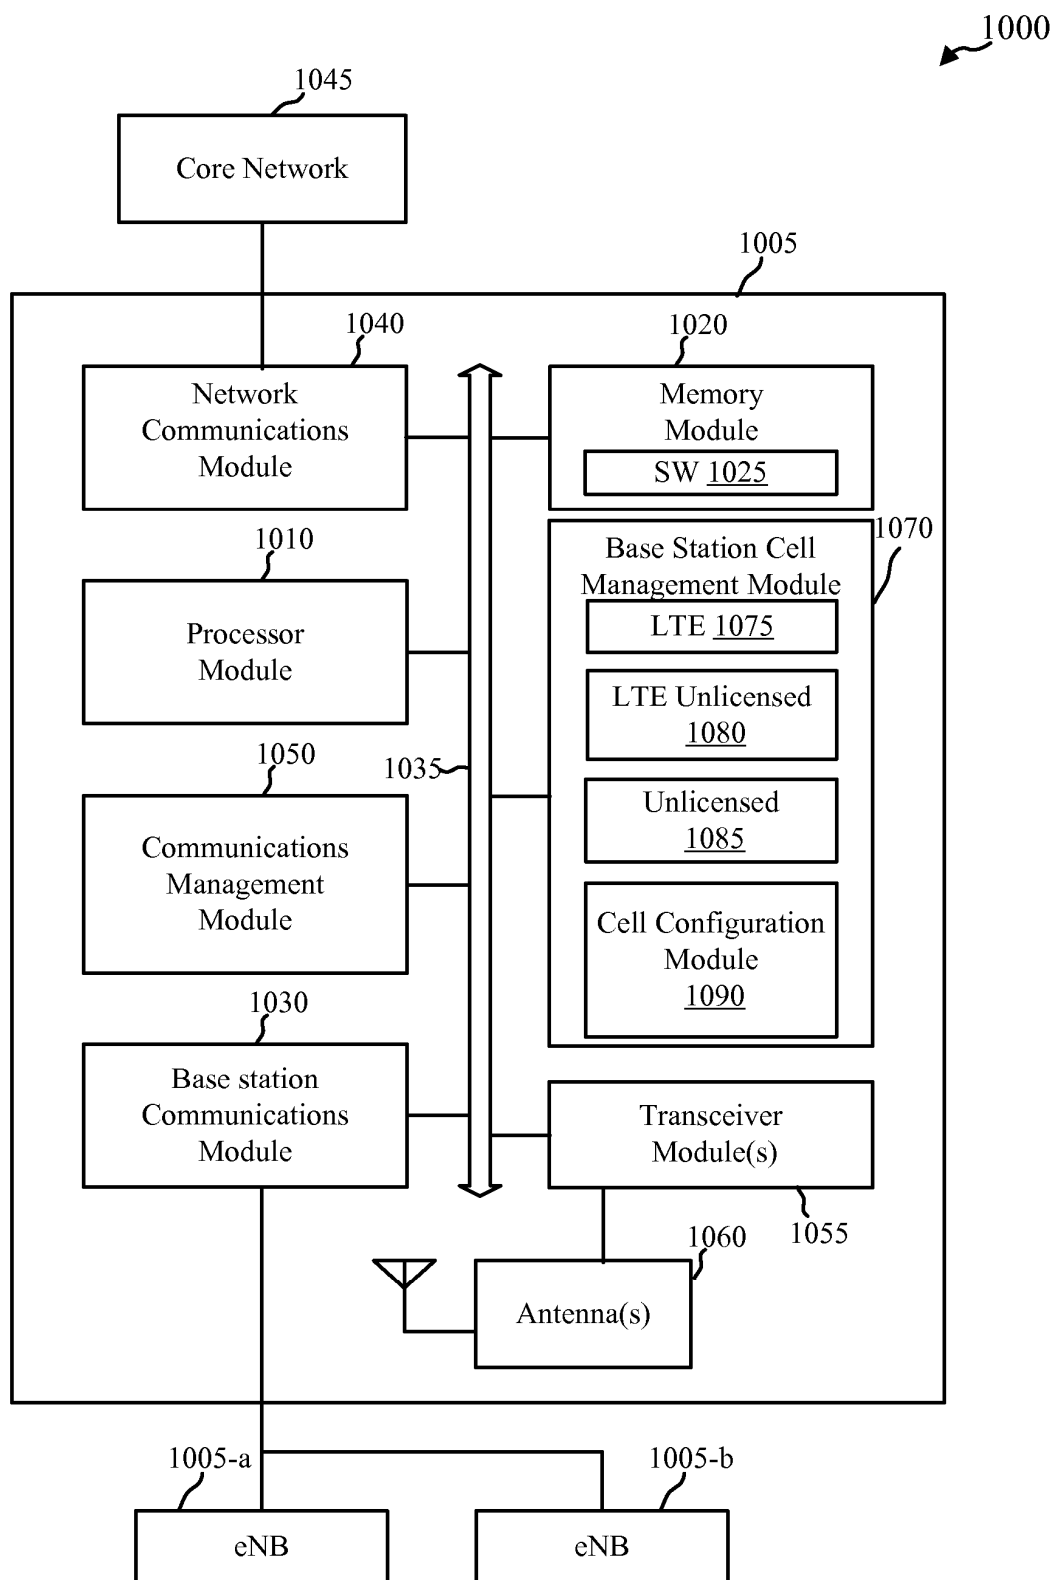 1000
1045
Core Network
1005
1040
Network
Communications
Module
1020
Memory
Module
SW 1025
1010
Processor
Module
1070
Base Station Cell
Management Module
LTE 1075
LTE Unlicensed
1080
Unlicensed
1085
Cell Configuration
Module
1090
1035
1050
Communications
Management
Module
1030
Base station
Communications
Module
Transceiver
Module(s)
1055
1060
Antenna(s)
1005-a
eNB
1005-b
eNB